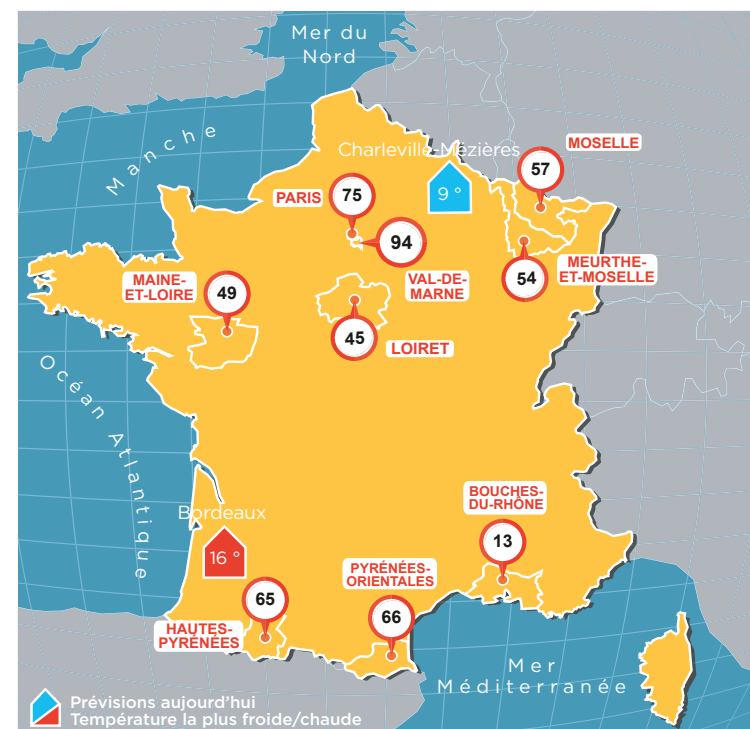 Mer du
Nord
Manche
Charleville-Mézières
9 °
MOSELLE
57
PARIS
75
94
VAL-DE-
MARNE
MEURTHE-
ET-MOSELLE
54
MAINE-
ET-LOIRE
49
45
LOIRET
Océan Atlantique
Bordeaux
16 °
BOUCHES-
DU-RHÔNE
13
PYRÉNÉES-
ORIENTALES
66
65
HAUTES-
PYRÉNÉES
Mer
Méditerranée
Prévisions aujourd'hui
Température la plus froide/chaude